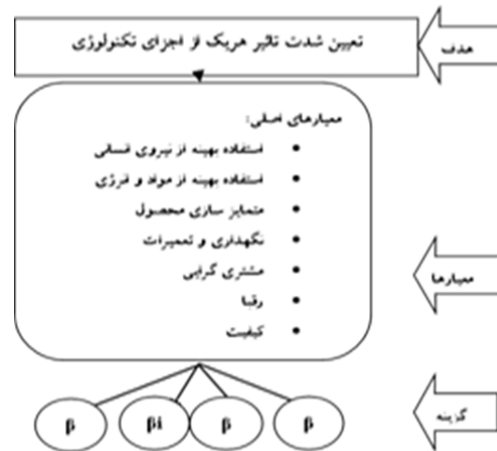 تعیین شدت تاثیر هریک از اجزای تکنولوژی
هدف
معیارهای اصلی:
استفاده بهینه از نیروی انسانی
استفاده بهینه از مواد و انرژی
متمایز سازی محصول
نگهداری و تعمیرات
مشتری گرایی
رقبا
کیفیت
معیارها
β βi β β
گزینه